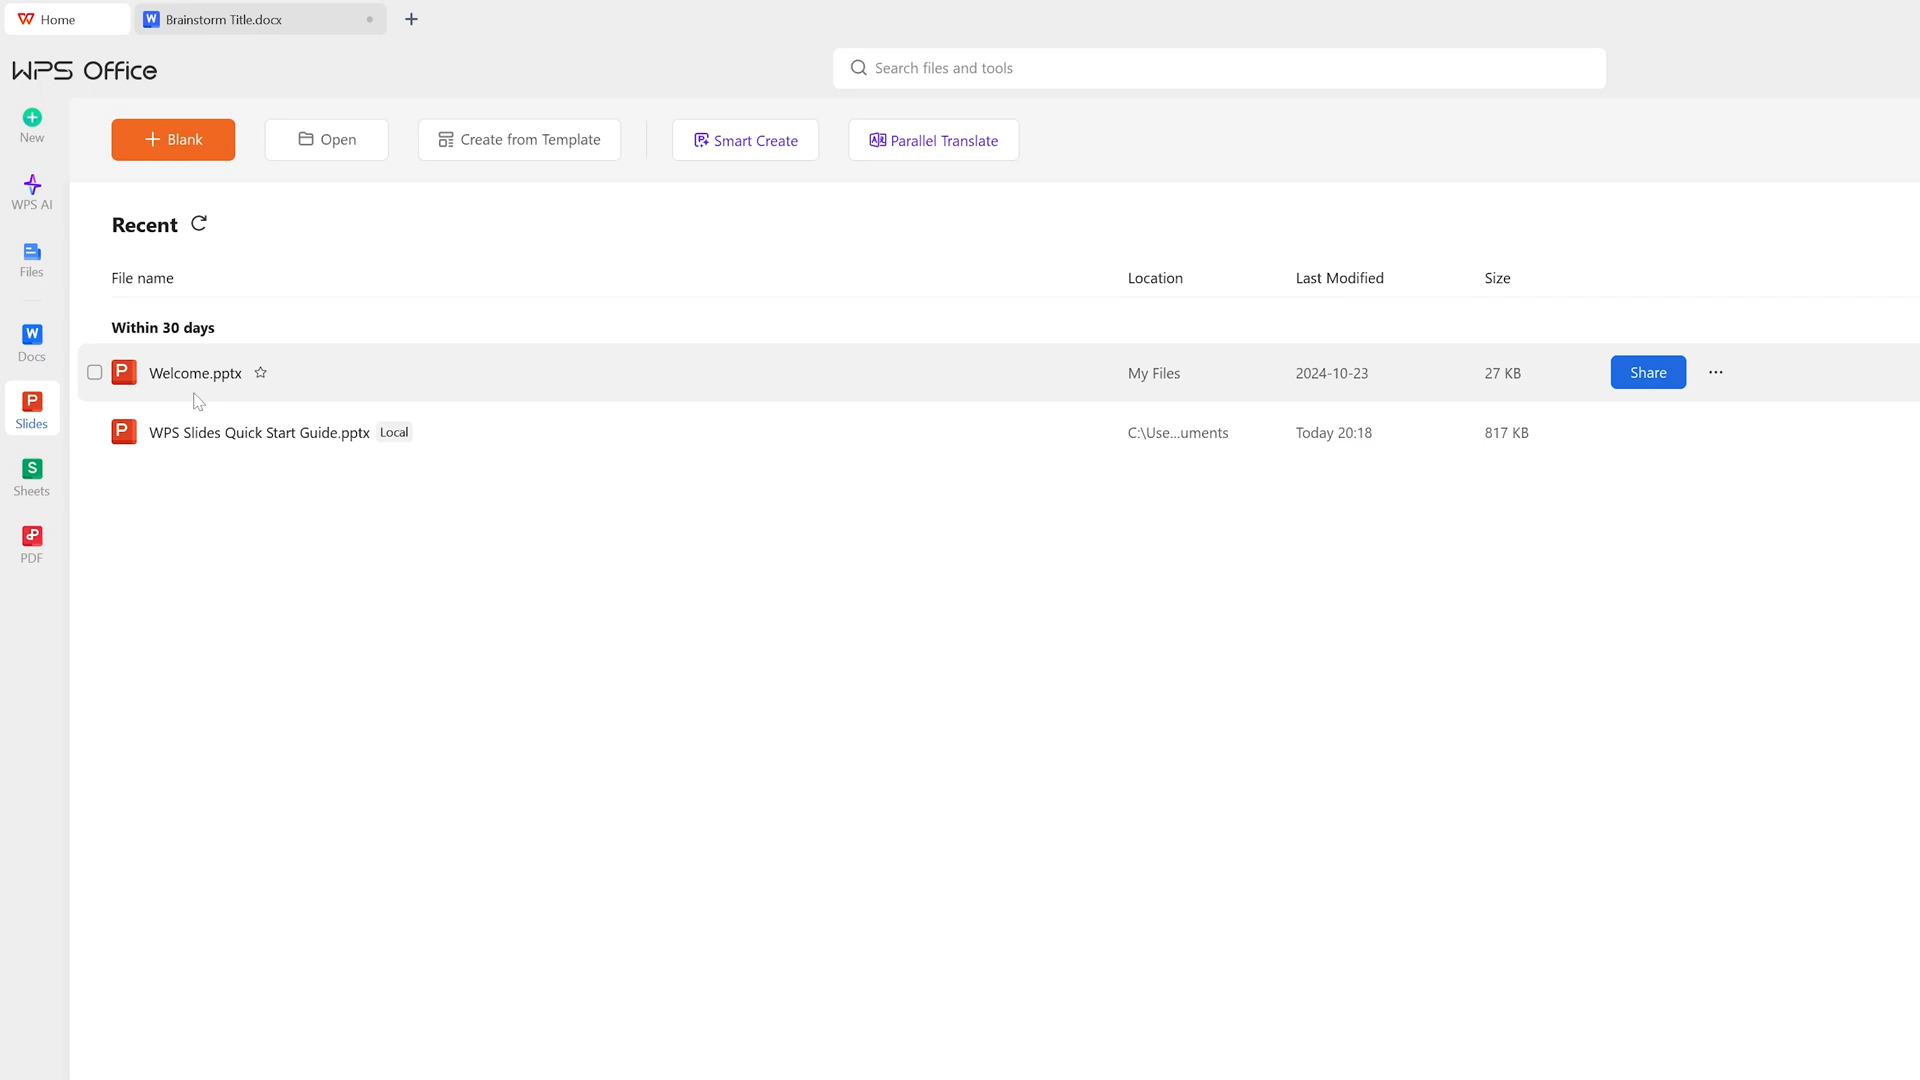 Home
Brainstorm Title.docx
WPS Office
Search files and tools
New
WPS AI
Files
Docs
Slides
Sheets
PDF
Blank
Open
Create from Template
Smart Create
Parallel Translate
Recent
File name Location Last Modified Size
Within 30 days
Welcome.pptx My Files 2024-10-23 27 KB Share
WPS Slides Quick Start Guide.pptx Local C:\Use...uments Today 20:18 817 KB